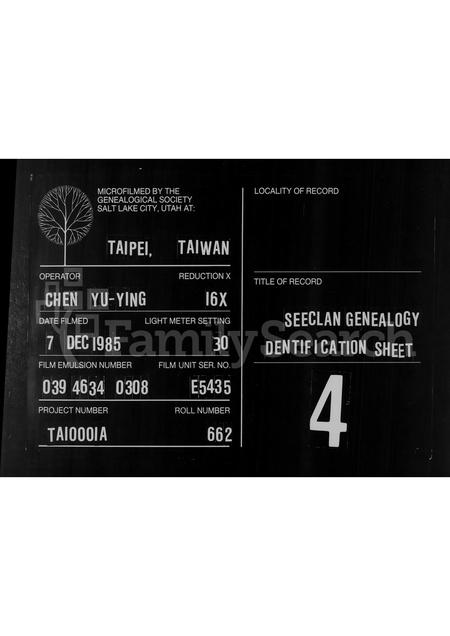 MICROFILMED BY THE
GENEALOGICAL SOCIETY
SALT LAKE CITY, UTAH AT:
TAIPEI, TAIWAN
OPERATOR REDUCTION X
CHEN YU-YING 16X
DATE FILMED LIGHT METER SETTING
7 DEC 1985 30
FILM EMULSION NUMBER FILM UNIT SER. NO.
039 4634 0308 E5435
PROJECT NUMBER ROLL NUMBER
TAI0001A 662
LOCALITY OF RECORD
TITLE OF RECORD
SEECLAN GENEALOGY
DENTIFICATION SHEET
4
FamilySearch